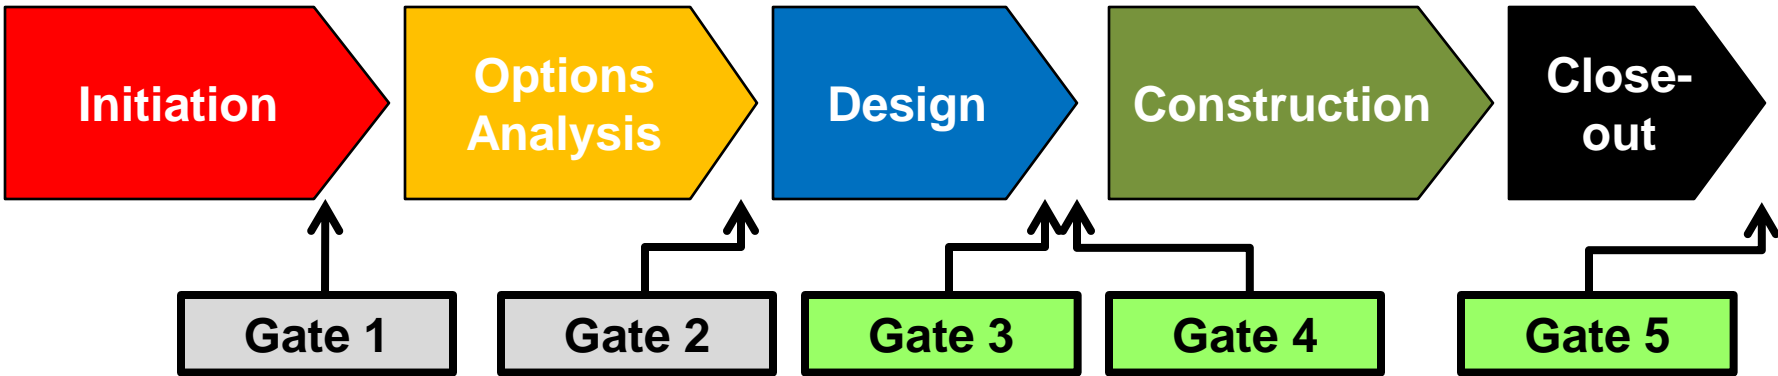 Initiation
Options
Analysis
Design
Construction
Close-
out
Gate 1
Gate 2
Gate 3
Gate 4
Gate 5